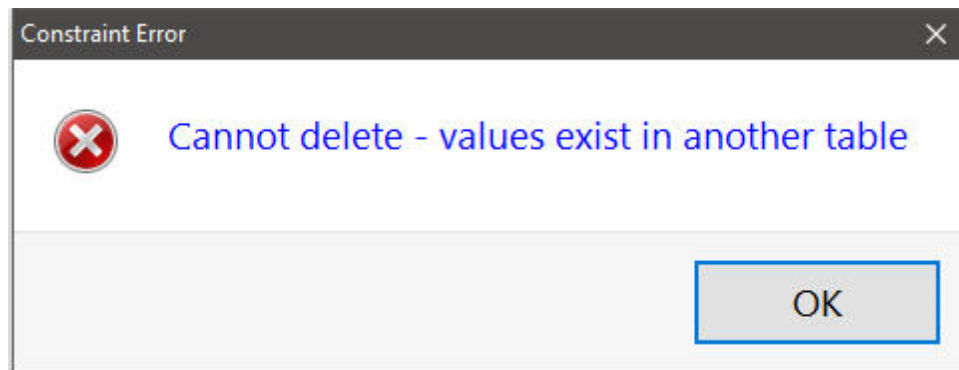 Constraint Error
Cannot delete - values exist in another table
OK